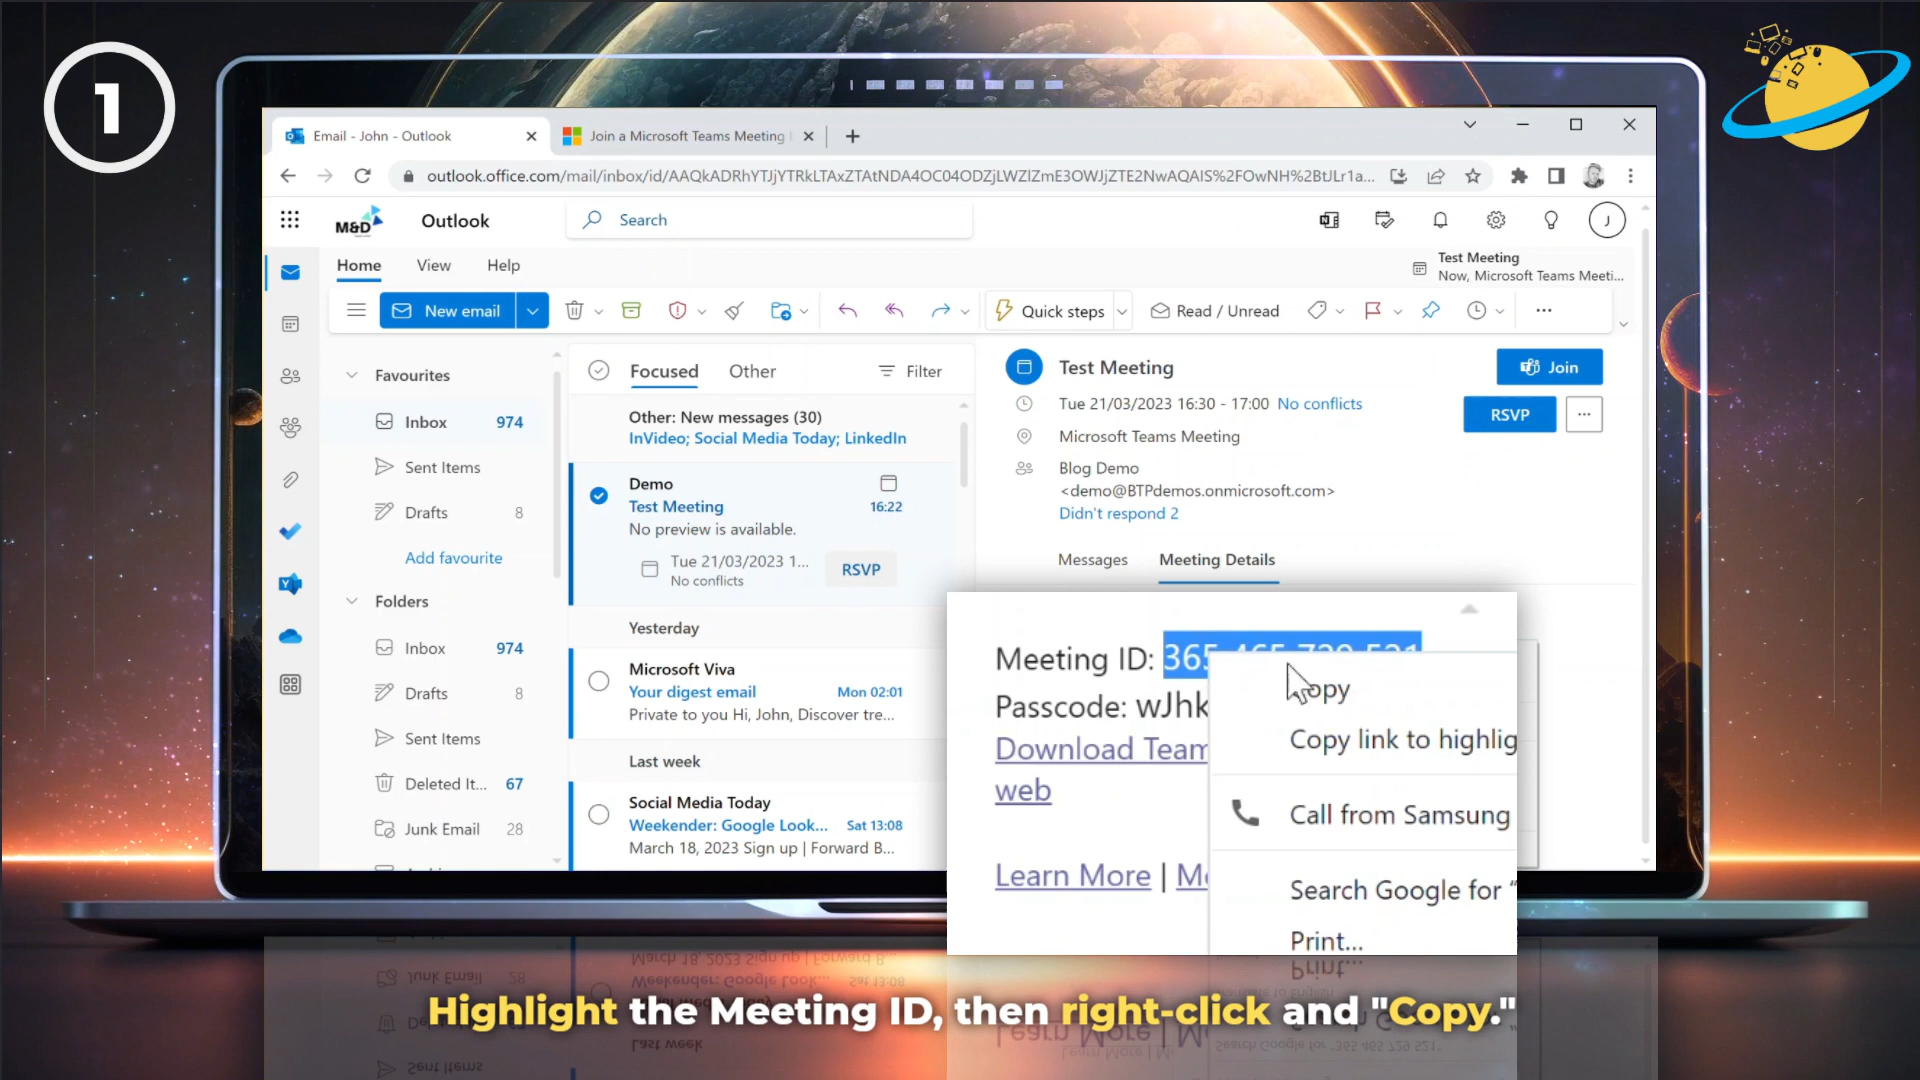 1
Email - John - Outlook
Join a Microsoft Teams Meeting
outlook.office.com/mail/inbox/id/AAQkADRhYTJjYTRkLTAxZTAtNDA4OC04ODZjLWZlZmE3OWJjZTE2NwAQAIS%2FOwNH%2BtJLr1a...
M&D
Outlook
Search
J
Home
View
Help
Test Meeting
Now, Microsoft Teams Meeti...
New email
Quick steps
Read / Unread
Favourites
Inbox 974
Sent Items
Drafts 8
Add favourite
Folders
Inbox 974
Drafts 8
Sent Items
Deleted It... 67
Junk Email 28
Focused
Other
Filter
Other: New messages (30)
InVideo; Social Media Today; LinkedIn
Demo
Test Meeting 16:22
No preview is available.
Tue 21/03/2023 1...
No conflicts
RSVP
Yesterday
Microsoft Viva
Your digest email Mon 02:01
Private to you Hi, John, Discover tre...
Last week
Social Media Today
Weekender: Google Look... Sat 13:08
March 18, 2023 Sign up | Forward B...
Test Meeting
Join
Tue 21/03/2023 16:30 - 17:00 No conflicts
RSVP
Microsoft Teams Meeting
Blog Demo
<demo@BTPdemos.onmicrosoft.com>
Didn't respond 2
Messages
Meeting Details
Meeting ID: 365 465 729 521
Passcode: wJhk
Download Team
web
Learn More | M
Copy
Copy link to highlig
Call from Samsung
Search Google for “
Print...
Highlight the Meeting ID, then right-click and "Copy."